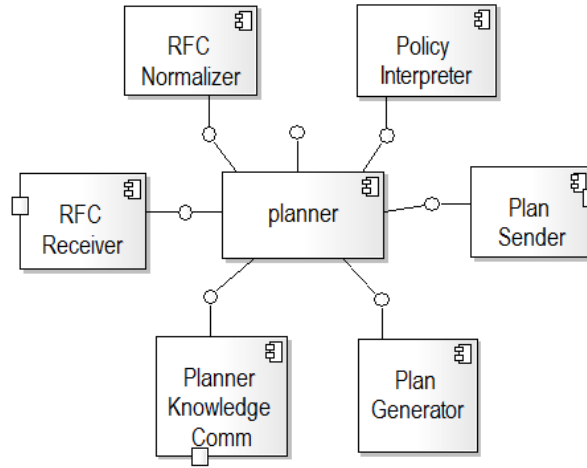 RFC
Normalizer
Policy
Interpreter
RFC
Receiver
planner
Plan
Sender
Planner
Knowledge
Comm
Plan
Generator